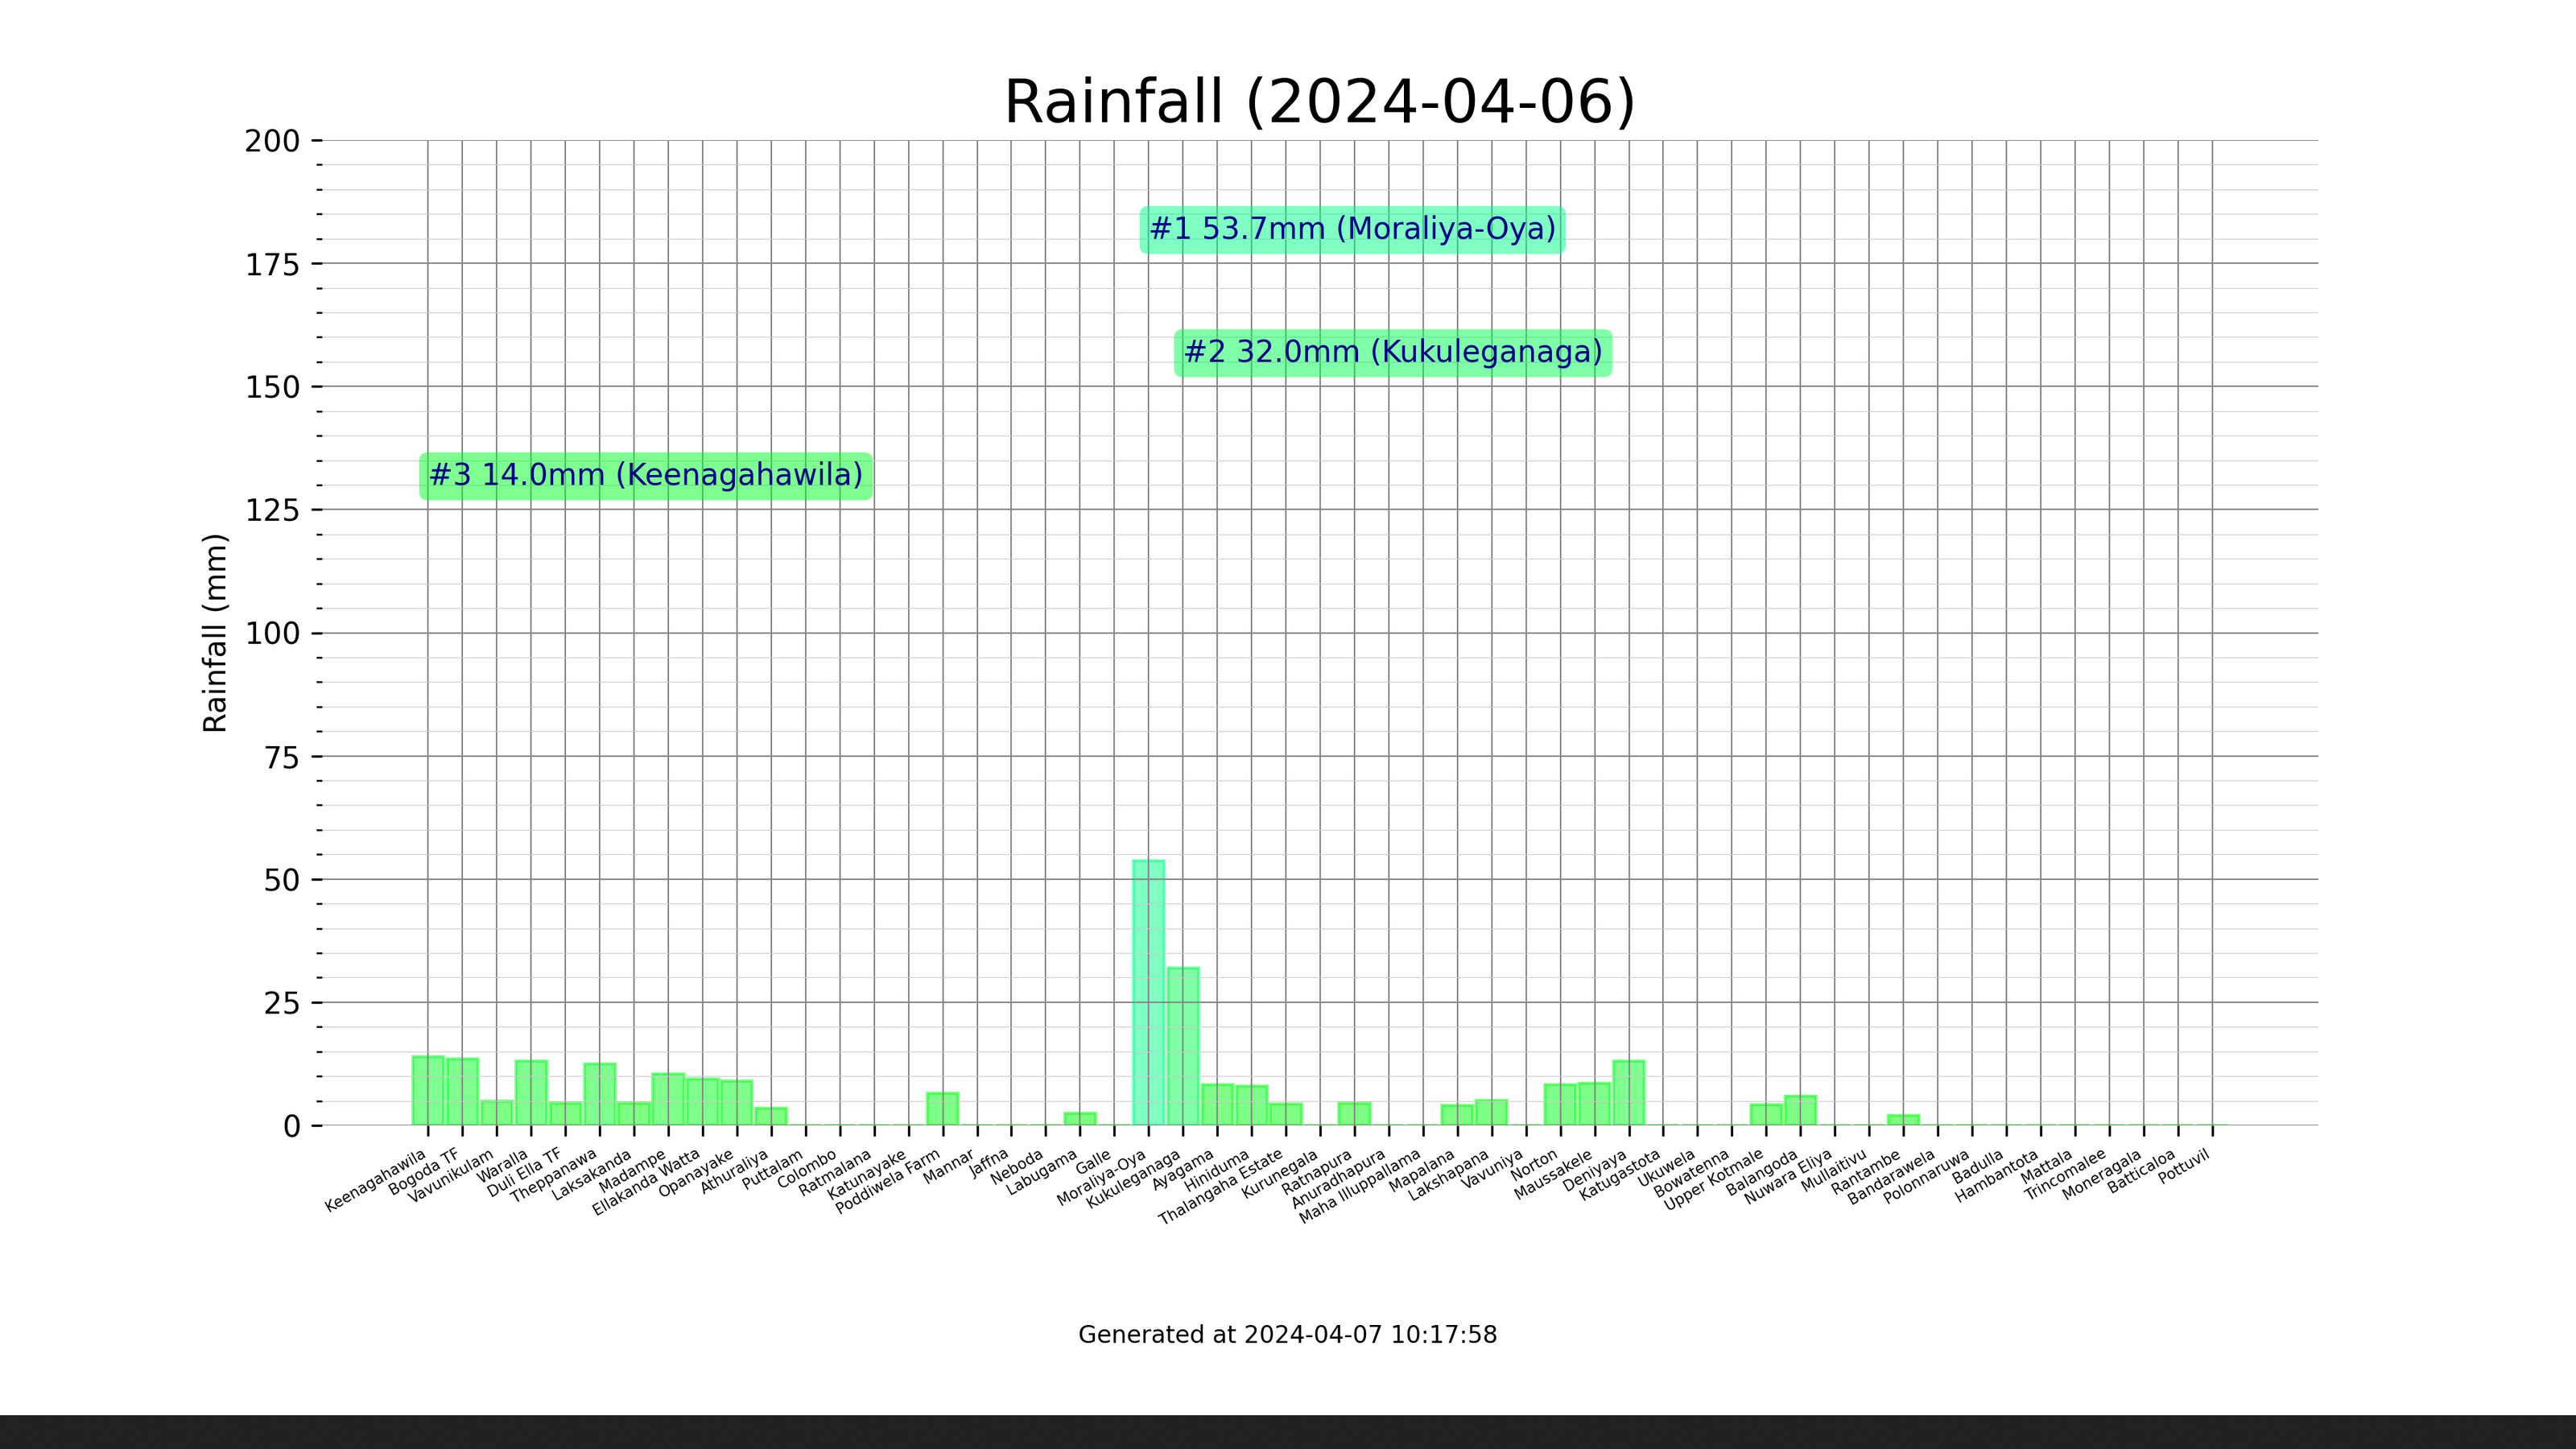 Rainfall (2024-04-06)
200
175
150
125
100
75
50
25
0
Rainfall (mm)
#1 53.7mm (Moraliya-Oya)
#2 32.0mm (Kukuleganaga)
#3 14.0mm (Keenagahawila)
Keenagahawila
Bogoda TF
Vavunikulam
Waralla
Duli Ella TF
Theppanawa
Laksakanda
Madampe
Ellakanda Watta
Opanayake
Athuraliya
Puttalam
Colombo
Ratmalana
Katunayake
Poddiwela Farm
Mannar
Jaffna
Neboda
Labugama
Galle
Moraliya-Oya
Kukuleganaga
Ayagama
Hiniduma
Thalangaha Estate
Kurunegala
Ratnapura
Anuradhapura
Maha Illuppallama
Mapalana
Lakshapana
Vavuniya
Norton
Maussakele
Deniyaya
Katugastota
Ukuwela
Bowatenna
Upper Kotmale
Balangoda
Nuwara Eliya
Mullaitivu
Rantambe
Bandarawela
Polonnaruwa
Badulla
Hambantota
Mattala
Trincomalee
Moneragala
Batticaloa
Pottuvil
Generated at 2024-04-07 10:17:58